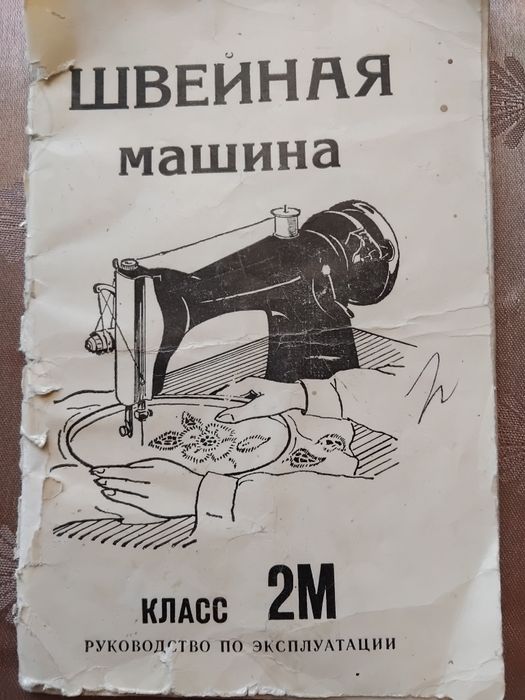 ШВЕЙНАЯ
МАШИНА
КЛАСС 2М
РУКОВОДСТВО ПО ЭКСПЛУАТАЦИИ